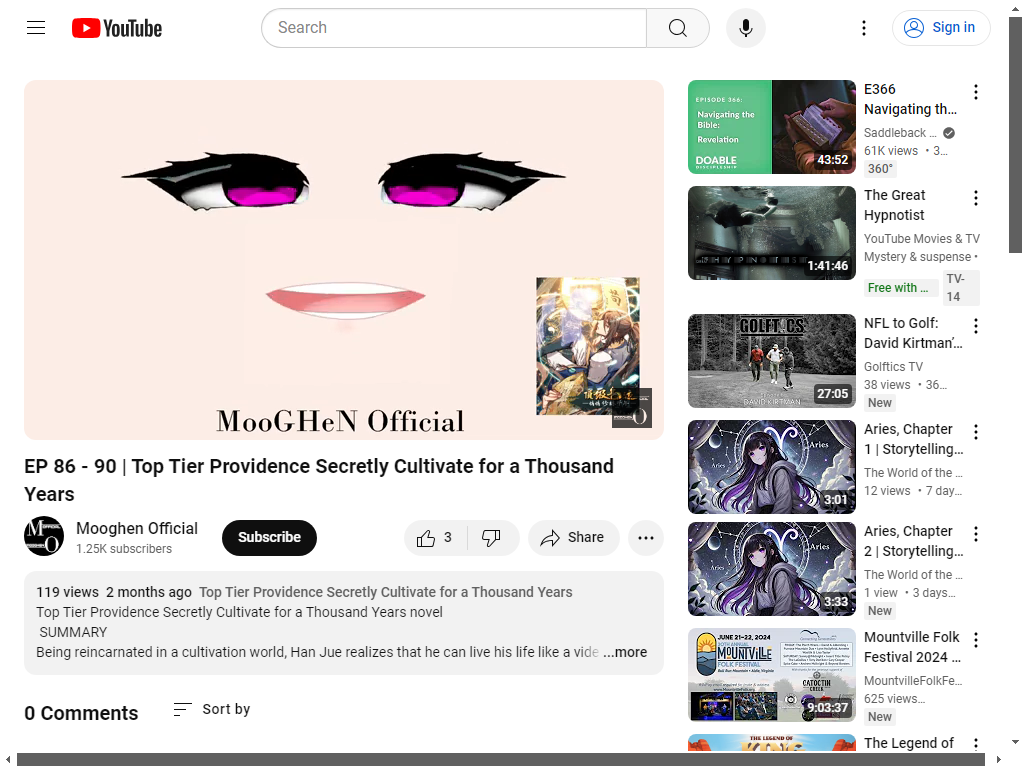 YouTube
Search
Sign in
MooGHeN Official
EP 86 - 90 | Top Tier Providence Secretly Cultivate for a Thousand
Years
Mooghen Official
1.25K subscribers
Subscribe
3
Share
119 views 2 months ago Top Tier Providence Secretly Cultivate for a Thousand Years
Top Tier Providence Secretly Cultivate for a Thousand Years novel
SUMMARY
Being reincarnated in a cultivation world, Han Jue realizes that he can live his life like a vide ...more
0 Comments
Sort by
EPISODE 366:
Navigating the
Bible:
Revelation
DOABLE
DISCIPLESHIP
43:52
E366
Navigating th...
Saddleback ...
61K views • 3...
360°
HYPNOTIST
1:41:46
The Great
Hypnotist
YouTube Movies & TV
Mystery & suspense •
Free with ...
TV-
14
GOLFTICS
DAVID KIRTMAN
27:05
NFL to Golf:
David Kirtman'...
Golftics TV
38 views • 36...
New
Aries
Aries
3:01
Aries, Chapter
1 | Storytelling...
The World of the ...
12 views • 7 day...
Aries
Aries
3:33
Aries, Chapter
2 | Storytelling...
The World of the ...
1 view • 3 days...
New
JUNE 21-22, 2024
MOUNTVILLE
FOLK FESTIVAL
CATOCTIN
CREEK
9:03:37
Mountville Folk
Festival 2024 ...
MountvilleFolkFe...
625 views...
New
THE LEGEND OF
The Legend of